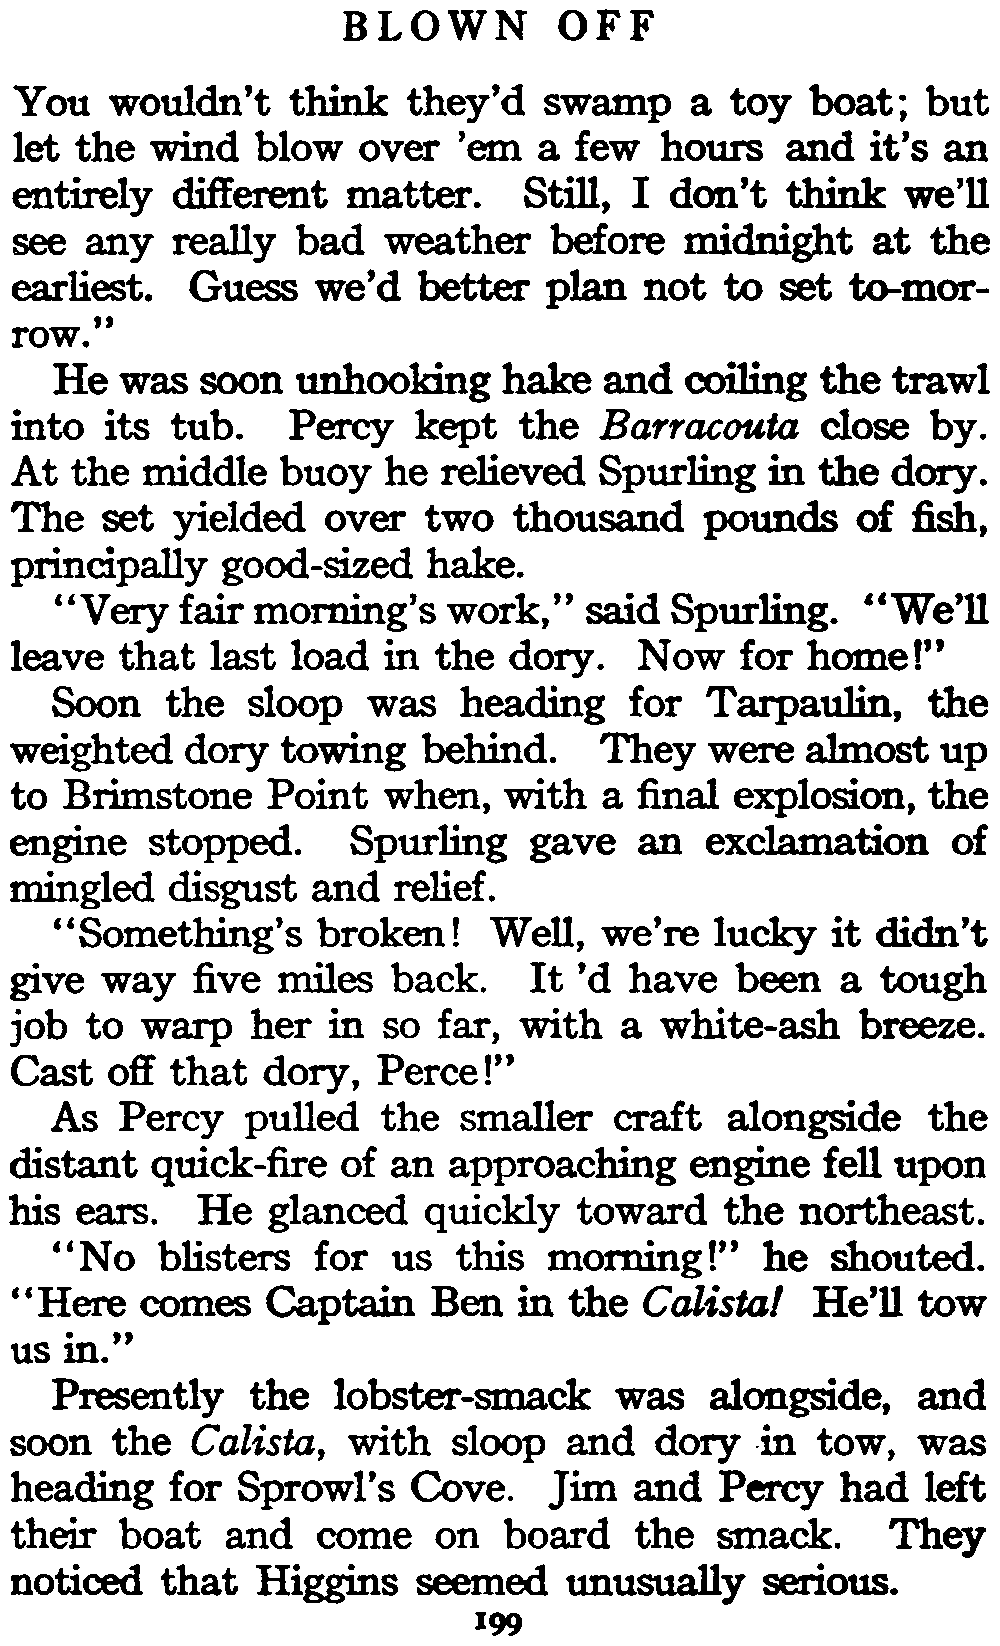 BLOWN OFF
You wouldn't think they'd swamp a toy boat; but
let the wind blow over 'em a few hours and it's an
entirely different matter. Still, I don't think we'll
see any really bad weather before midnight at the
earliest. Guess we'd better plan not to set to-mor-
row."
He was soon unhooking hake and coiling the trawl
into its tub. Percy kept the Barracouta close by.
At the middle buoy he relieved Spurling in the dory.
The set yielded over two thousand pounds of fish,
principally good-sized hake.
"Very fair morning's work," said Spurling. "We'll
leave that last load in the dory. Now for home!"
Soon the sloop was heading for Tarpaulin, the
weighted dory towing behind. They were almost up
to Brimstone Point when, with a final explosion, the
engine stopped. Spurling gave an exclamation of
mingled disgust and relief.
"Something's broken! Well, we're lucky it didn't
give way five miles back. It 'd have been a tough
job to warp her in so far, with a white-ash breeze.
Cast off that dory, Perce!"
As Percy pulled the smaller craft alongside the
distant quick-fire of an approaching engine fell upon
his ears. He glanced quickly toward the northeast.
"No blisters for us this morning!" he shouted.
"Here comes Captain Ben in the Calista! He'll tow
us in."
Presently the lobster-smack was alongside, and
soon the Calista, with sloop and dory in tow, was
heading for Sprowl's Cove. Jim and Percy had left
their boat and come on board the smack. They
noticed that Higgins seemed unusually serious.
199